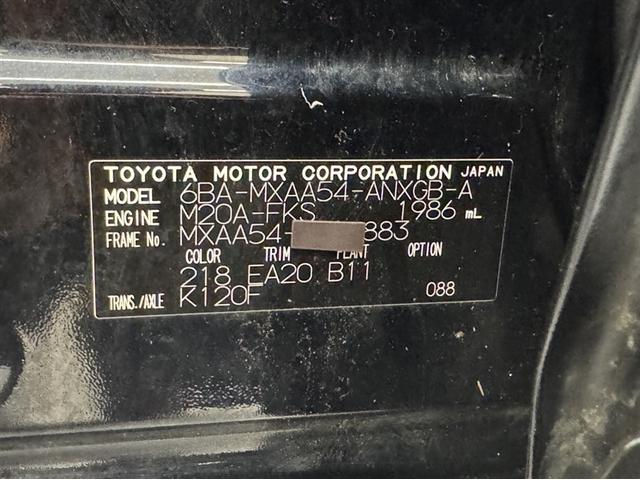 TOYOTA MOTOR CORPORATION JAPAN
MODEL 6BA-MXAA54-ANXGB-A
ENGINE M20A-FKS 1986 mL
FRAME No. MXAA54- 883
COLOR TRIM PLANT OPTION
218 EA20 B11
TRANS./AXLE K120F 088